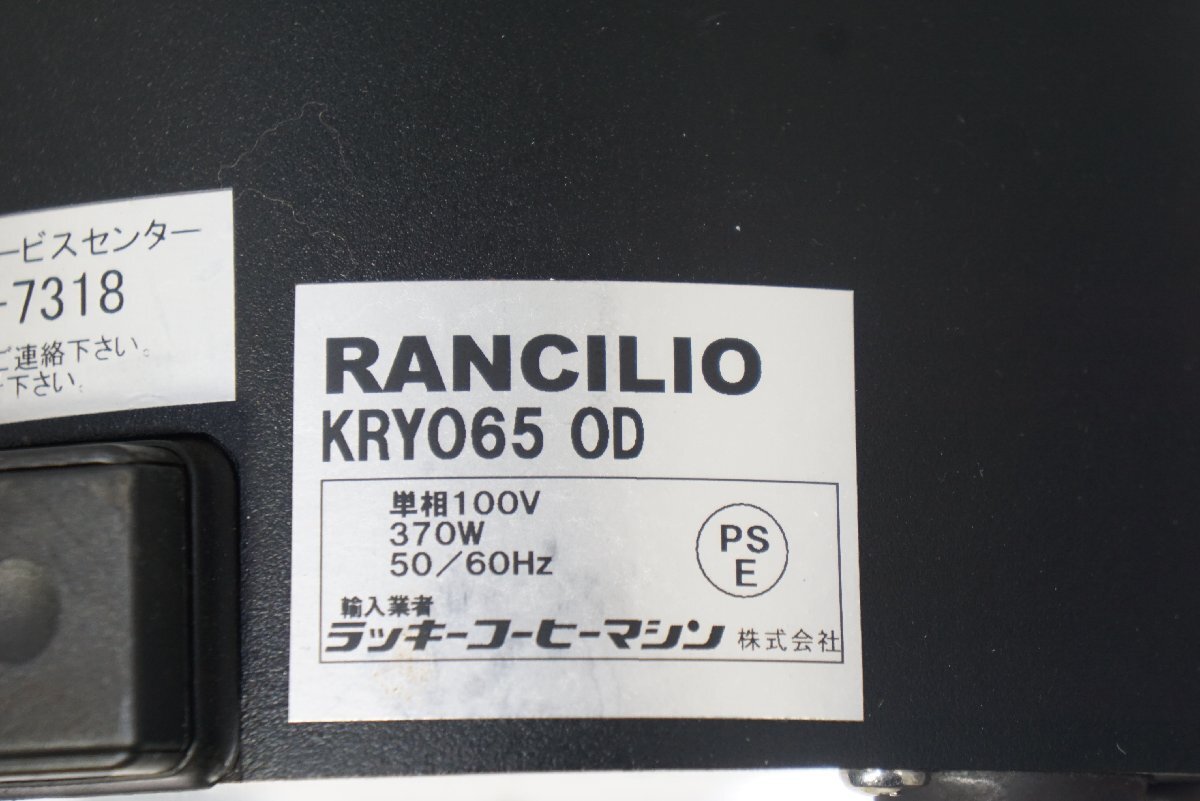 ービスセンター
-7318
ご連絡下さい。
下さい。
RANCILIO
KRYO65 OD
単相100V
370W
50/60Hz
PS
E
輸入業者
ラッキーコーヒーマシン 株式会社